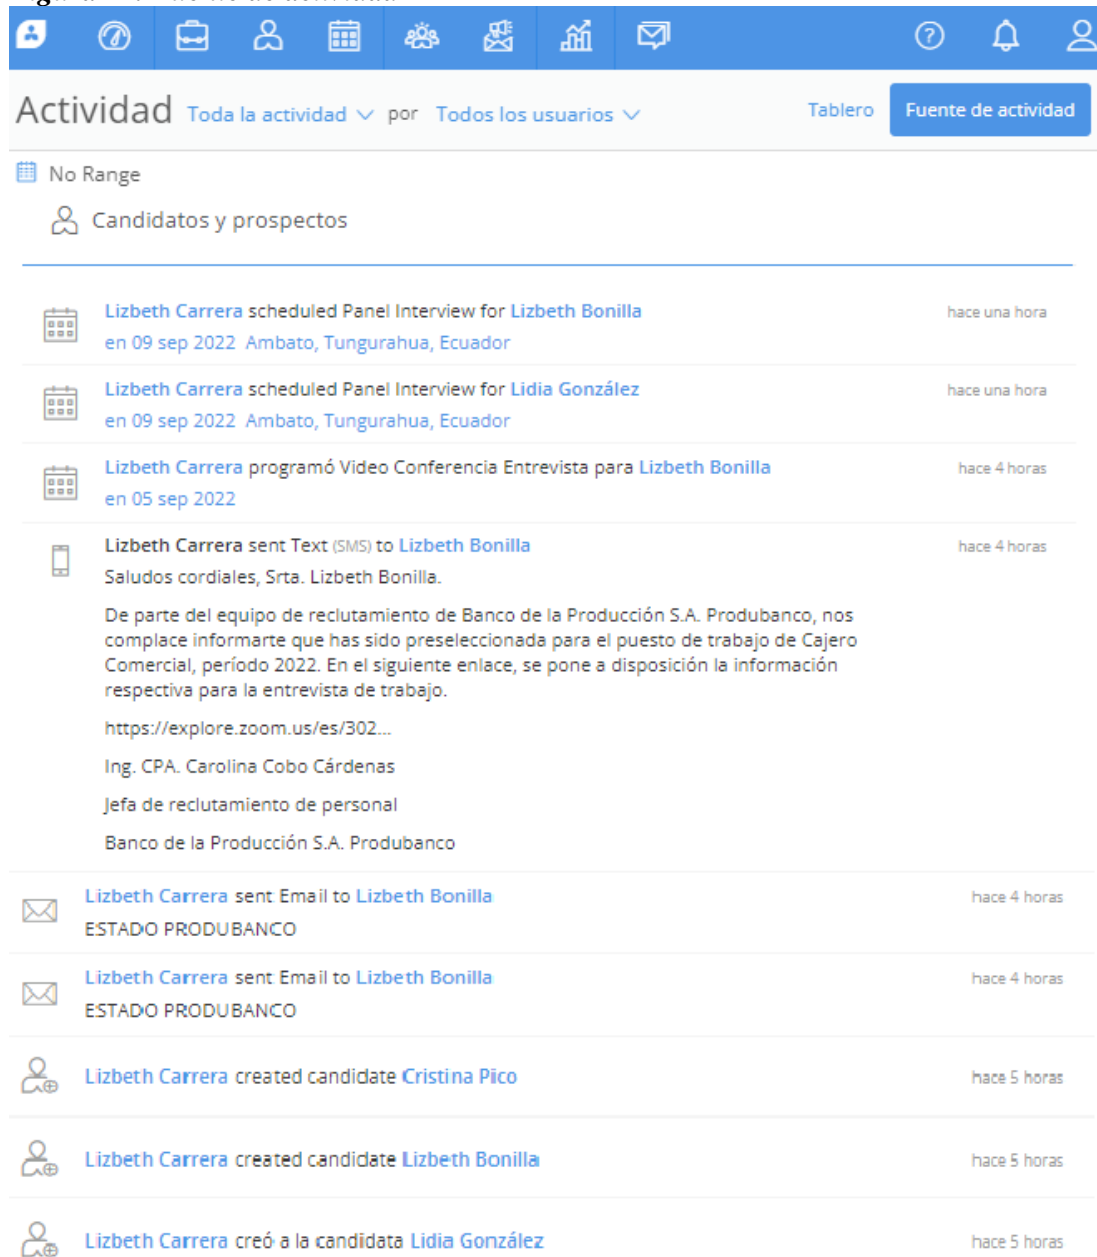 Actividad Toda la actividad por Todos los usuarios Tablero Fuente de actividad
No Range
Candidatos y prospectos
Lizbeth Carrera scheduled Panel Interview for Lizbeth Bonilla hace una hora
en 09 sep 2022 Ambato, Tungurahua, Ecuador
Lizbeth Carrera scheduled Panel Interview for Lidia González hace una hora
en 09 sep 2022 Ambato, Tungurahua, Ecuador
Lizbeth Carrera programó Video Conferencia Entrevista para Lizbeth Bonilla hace 4 horas
en 05 sep 2022
Lizbeth Carrera sent Text (SMS) to Lizbeth Bonilla hace 4 horas
Saludos cordiales, Srta. Lizbeth Bonilla.
De parte del equipo de reclutamiento de Banco de la Producción S.A. Produbanco, nos
complace informarte que has sido preseleccionada para el puesto de trabajo de Cajero
Comercial, período 2022. En el siguiente enlace, se pone a disposición la información
respectiva para la entrevista de trabajo.
https://explore.zoom.us/es/302...
Ing. CPA. Carolina Cobo Cárdenas
Jefa de reclutamiento de personal
Banco de la Producción S.A. Produbanco
Lizbeth Carrera sent Email to Lizbeth Bonilla hace 4 horas
ESTADO PRODUBANCO
Lizbeth Carrera sent Email to Lizbeth Bonilla hace 4 horas
ESTADO PRODUBANCO
Lizbeth Carrera created candidate Cristina Pico hace 5 horas
Lizbeth Carrera created candidate Lizbeth Bonilla hace 5 horas
Lizbeth Carrera creó a la candidata Lidia González hace 5 horas